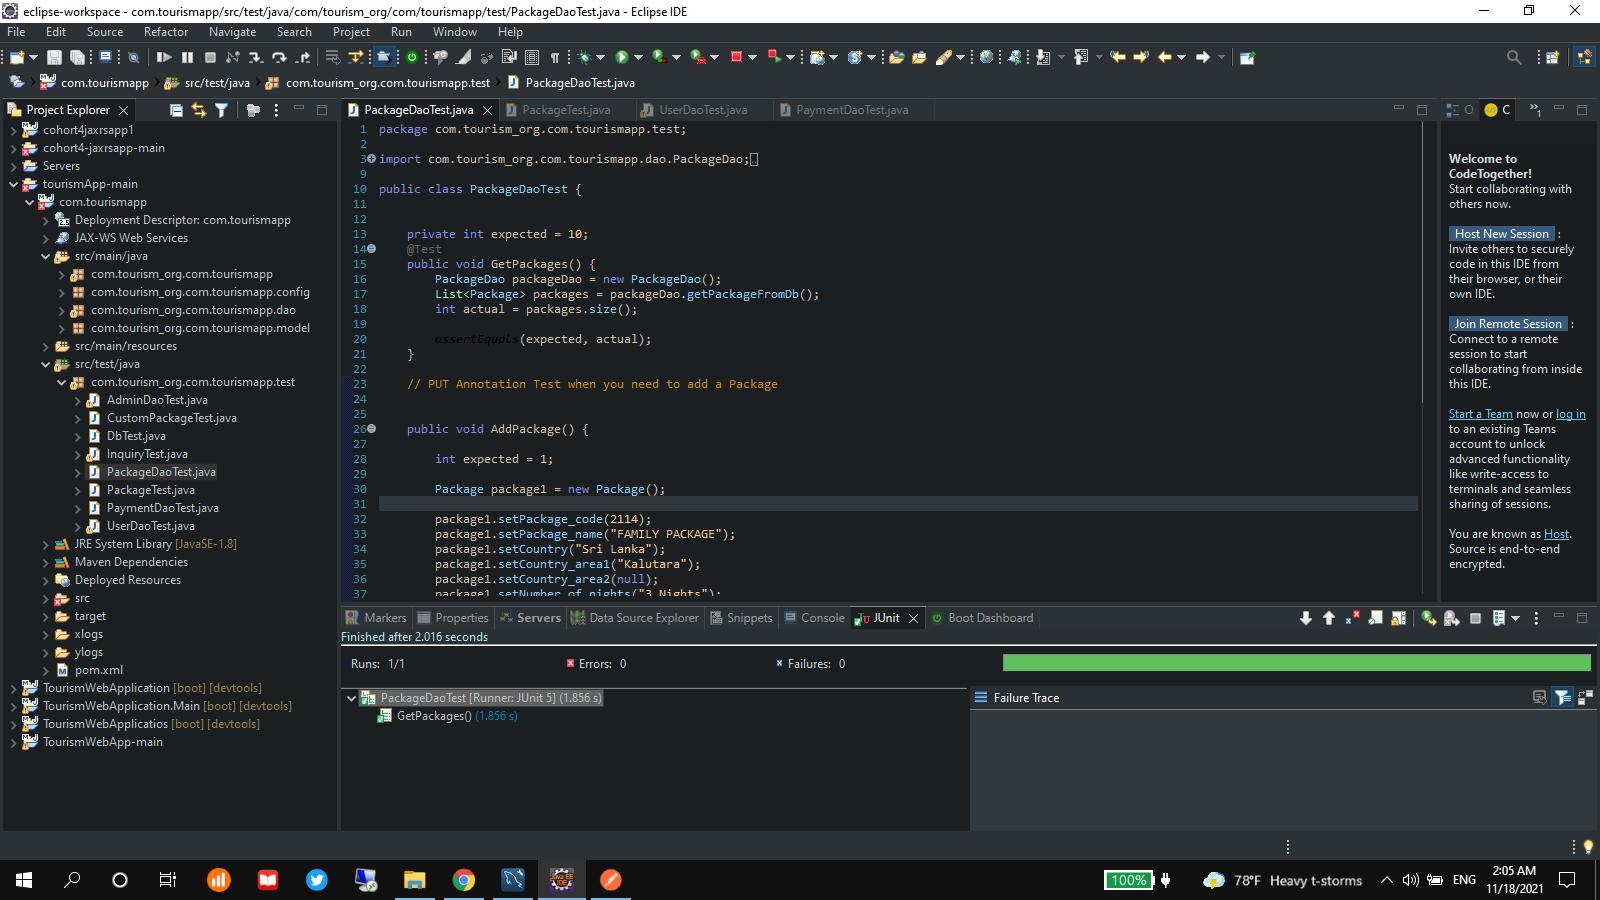 eclipse-workspace - com.tourismapp/src/test/java/com/tourism_org/com/tourismapp/test/PackageDaoTest.java - Eclipse IDE
File Edit Source Refactor Navigate Search Project Run Window Help
com.tourismapp src/test/java com.tourism_org.com.tourismapp.test PackageDaoTest.java
Project Explorer
cohort4jaxrsapp1
cohort4-jaxrsapp-main
Servers
tourismApp-main
com.tourismapp
Deployment Descriptor: com.tourismapp
JAX-WS Web Services
src/main/java
com.tourism_org.com.tourismapp
com.tourism_org.com.tourismapp.config
com.tourism_org.com.tourismapp.dao
com.tourism_org.com.tourismapp.model
src/main/resources
src/test/java
com.tourism_org.com.tourismapp.test
AdminDaoTest.java
CustomPackageTest.java
DbTest.java
InquiryTest.java
PackageDaoTest.java
PackageTest.java
PaymentDaoTest.java
UserDaoTest.java
JRE System Library [JavaSE-1.8]
Maven Dependencies
Deployed Resources
src
target
xlogs
ylogs
pom.xml
TourismWebApplication [boot] [devtools]
TourismWebApplication.Main [boot] [devtools]
TourismWebApplicatios [boot] [devtools]
TourismWebApp-main
PackageDaoTest.java PackageTest.java UserDaoTest.java PaymentDaoTest.java
1 package com.tourism_org.com.tourismapp.test;
2
3 import com.tourism_org.com.tourismapp.dao.PackageDao;
9
10 public class PackageDaoTest {
11
12
13 private int expected = 10;
14 @Test
15 public void GetPackages() {
16 PackageDao packageDao = new PackageDao();
17 List<Package> packages = packageDao.getPackageFromDb();
18 int actual = packages.size();
19
20 assertEquals(expected, actual);
21 }
22
23 // PUT Annotation Test when you need to add a Package
24
25
26 public void AddPackage() {
27
28 int expected = 1;
29
30 Package package1 = new Package();
31
32 package1.setPackage_code(2114);
33 package1.setPackage_name("FAMILY PACKAGE");
34 package1.setCountry("Sri Lanka");
35 package1.setCountry_area1("Kalutara");
36 package1.setCountry_area2(null);
37 package1.setNumber_of_nights("3 Nights");
O C »1
Welcome to
CodeTogether!
Start collaborating with
others now.
Host New Session :
Invite others to securely
code in this IDE from
their browser, or their
own IDE.
Join Remote Session :
Connect to a remote
session to start
collaborating from inside
this IDE.
Start a Team now or log in
to an existing Teams
account to unlock
advanced functionality
like write-access to
terminals and seamless
sharing of sessions.
You are known as Host.
Source is end-to-end
encrypted.
Markers Properties Servers Data Source Explorer Snippets Console JUnit Boot Dashboard
Finished after 2.016 seconds
Runs: 1/1 Errors: 0 Failures: 0
PackageDaoTest [Runner: JUnit 5] (1.856 s)
GetPackages() (1.856 s)
Failure Trace
100% 78°F Heavy t-storms ENG
2:05 AM
11/18/2021